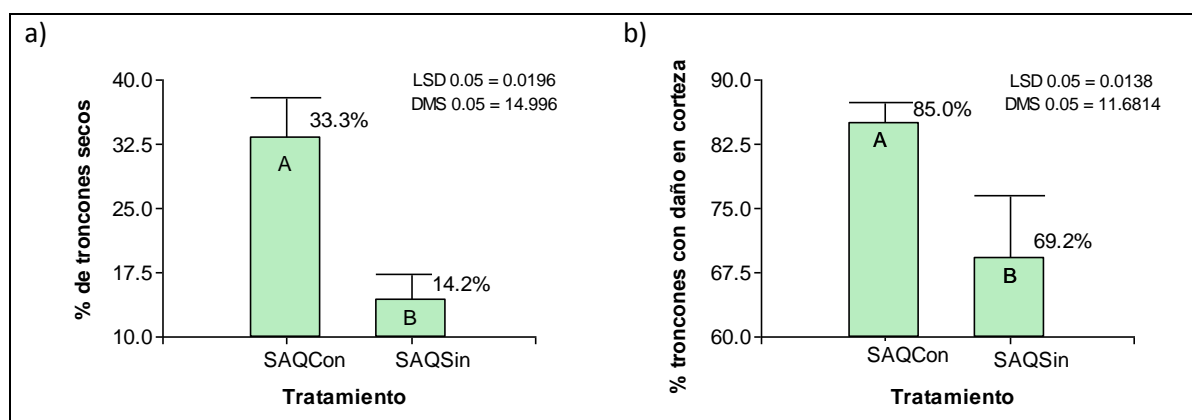 a)
LSD 0.05 = 0.0196
DMS 0.05 = 14.996
% de troncones secos
40.0
32.5
25.0
17.5
10.0
33.3%
A
14.2%
B
SAQCon
SAQSin
Tratamiento
b)
LSD 0.05 = 0.0138
DMS 0.05 = 11.6814
% troncones con daño en corteza
90.0
82.5
75.0
67.5
60.0
85.0%
A
69.2%
B
SAQCon
SAQSin
Tratamiento